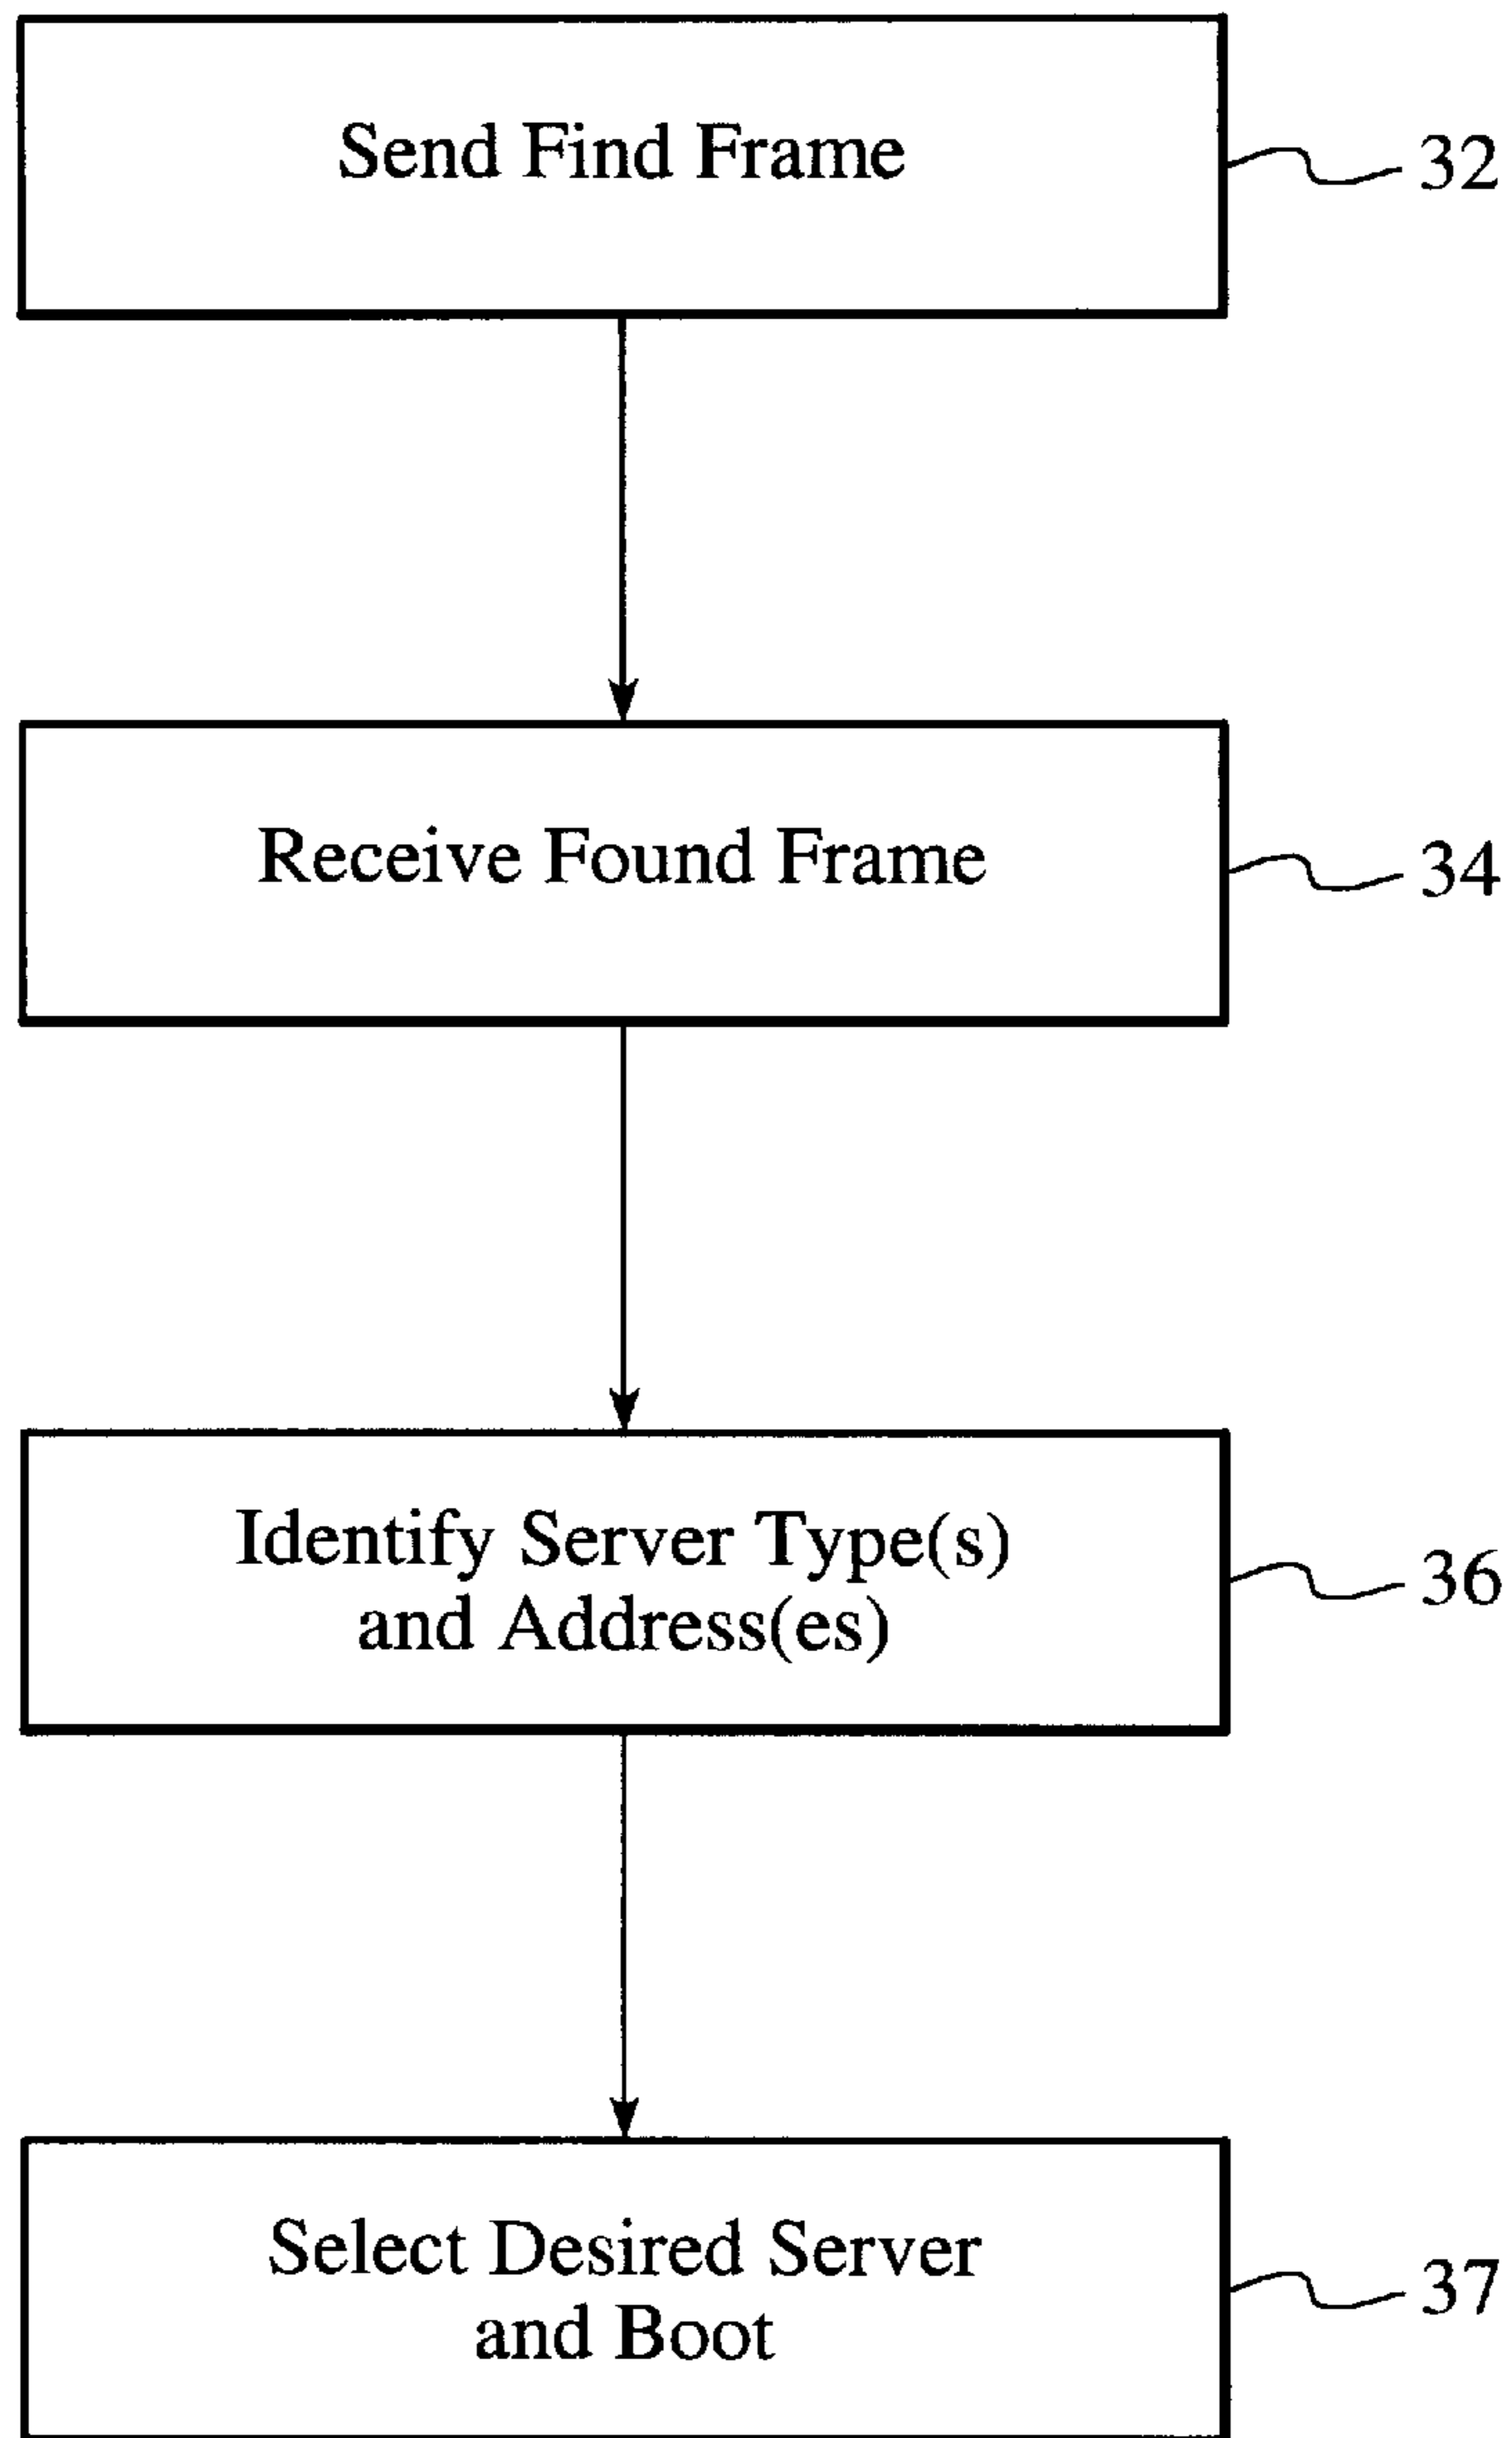 Send Find Frame
32
Receive Found Frame
34
Identify Server Type(s)
and Address(es)
36
Select Desired Server
and Boot
37